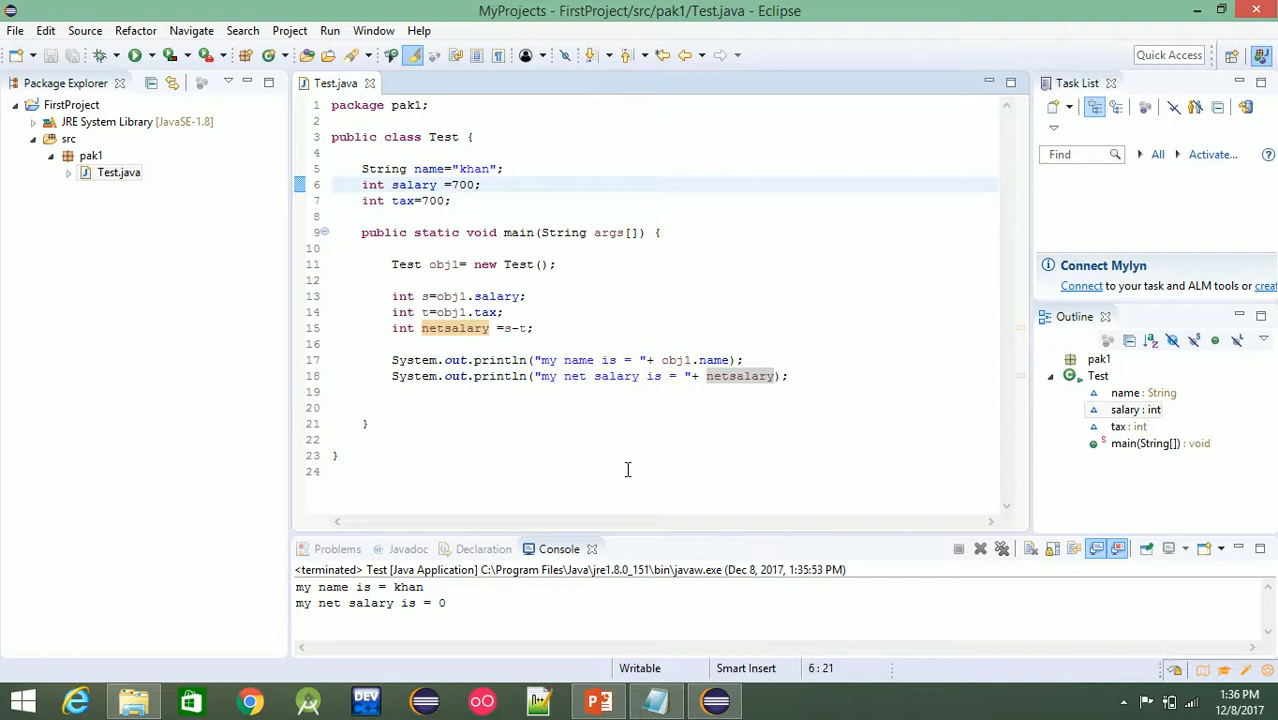 MyProjects - FirstProject/src/pak1/Test.java - Eclipse
File Edit Source Refactor Navigate Search Project Run Window Help
Quick Access
Package Explorer
FirstProject
JRE System Library [JavaSE-1.8]
src
pak1
Test.java
Test.java
1 package pak1;
2
3 public class Test {
4
5 String name="khan";
6 int salary =700;
7 int tax=700;
8
9 public static void main(String args[]) {
10
11 Test obj1= new Test();
12
13 int s=obj1.salary;
14 int t=obj1.tax;
15 int netsalary =s-t;
16
17 System.out.println("my name is = "+ obj1.name);
18 System.out.println("my net salary is = "+ netsalary);
19
20
21 }
22
23 }
24
Task List
Find All Activate...
Connect Mylyn
Connect to your task and ALM tools or
Outline
pak1
Test
name : String
salary : int
tax : int
main(String[]) : void
Problems Javadoc Declaration Console
<terminated> Test [Java Application] C:\Program Files\Java\jre1.8.0_151\bin\javaw.exe (Dec 8, 2017, 1:35:53 PM)
my name is = khan
my net salary is = 0
Writable Smart Insert 6 : 21
DEV
1:36 PM
12/8/2017